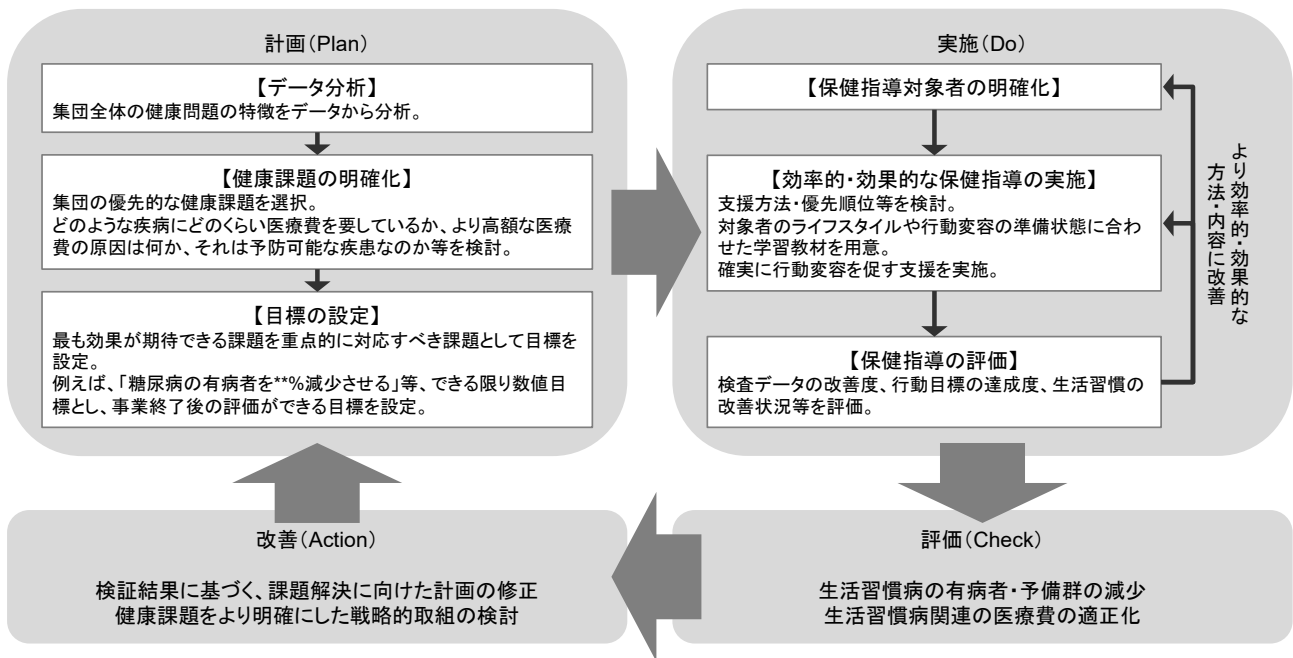 計画(Plan)
【データ分析】
集団全体の健康問題の特徴をデータから分析。
【健康課題の明確化】
集団の優先的な健康課題を選択。
どのような疾病にどのくらい医療費を要しているか、より高額な医療
費の原因は何か、それは予防可能な疾患なのか等を検討。
【目標の設定】
最も効果が期待できる課題を重点的に対応すべき課題として目標を
設定。
例えば、「糖尿病の有病者を**%減少させる」等、できる限り数値目
標とし、事業終了後の評価ができる目標を設定。
実施(Do)
【保健指導対象者の明確化】
【効率的・効果的な保健指導の実施】
支援方法・優先順位等を検討。
対象者のライフスタイルや行動変容の準備状態に合わ
せた学習教材を用意。
確実に行動変容を促す支援を実施。
【保健指導の評価】
検査データの改善度、行動目標の達成度、生活習慣の
改善状況等を評価。
より効率的・効果的な
方法・内容に改善
評価(Check)
生活習慣病の有病者・予備群の減少
生活習慣病関連の医療費の適正化
改善(Action)
検証結果に基づく、課題解決に向けた計画の修正
健康課題をより明確にした戦略的取組の検討